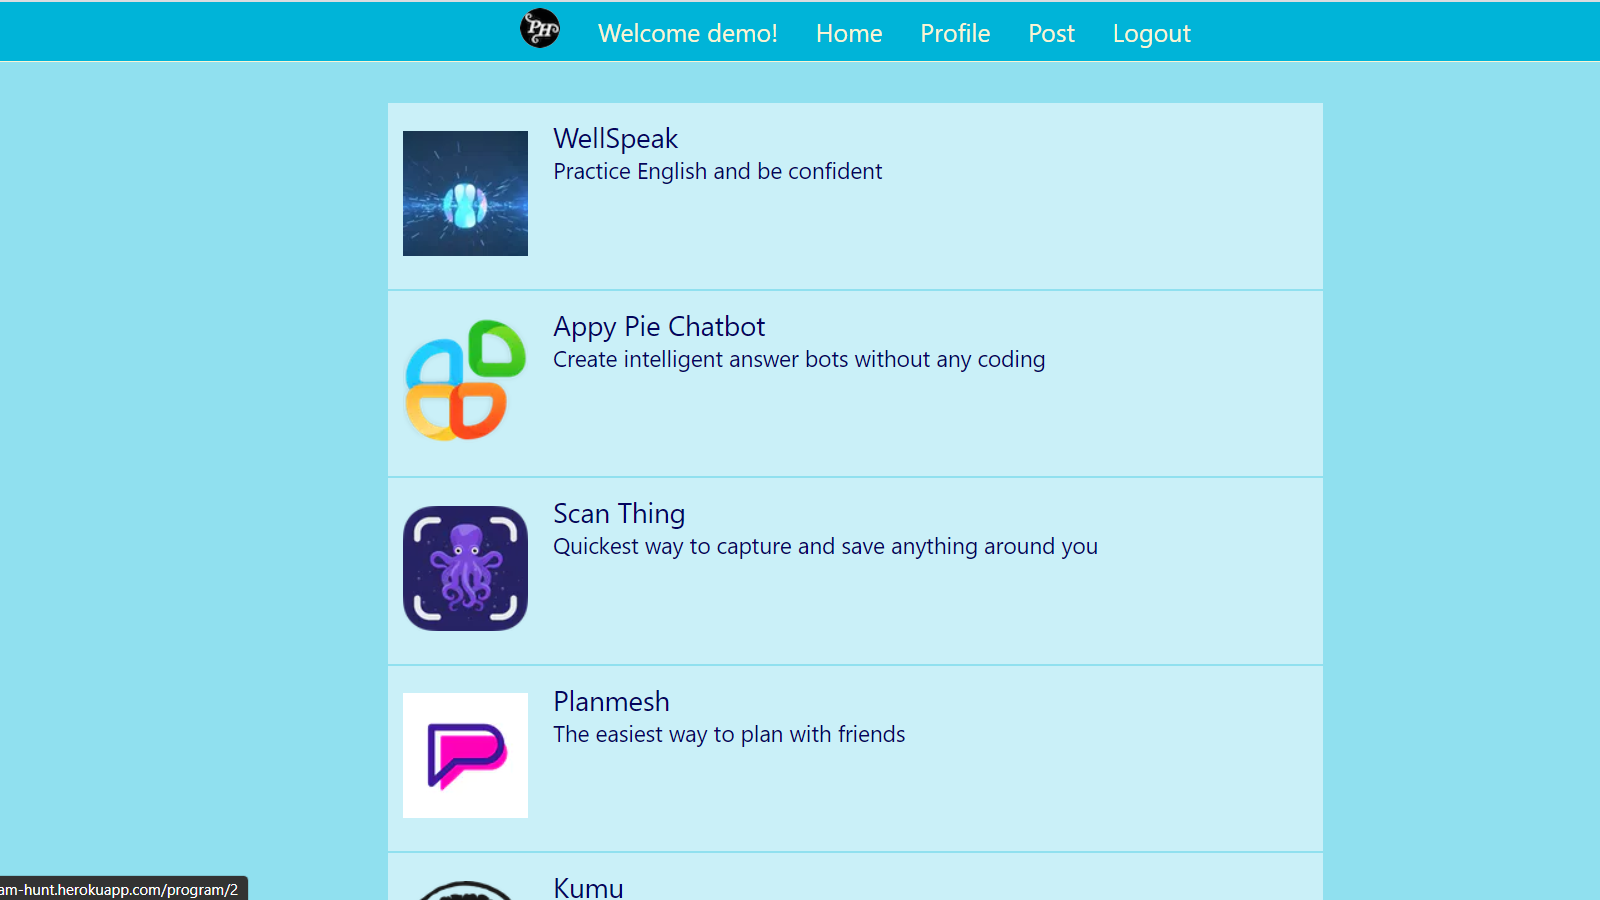 PH
Welcome demo!
Home
Profile
Post
Logout
WellSpeak
Practice English and be confident
Appy Pie Chatbot
Create intelligent answer bots without any coding
Scan Thing
Quickest way to capture and save anything around you
Planmesh
The easiest way to plan with friends
Kumu
am-hunt.herokuapp.com/program/2